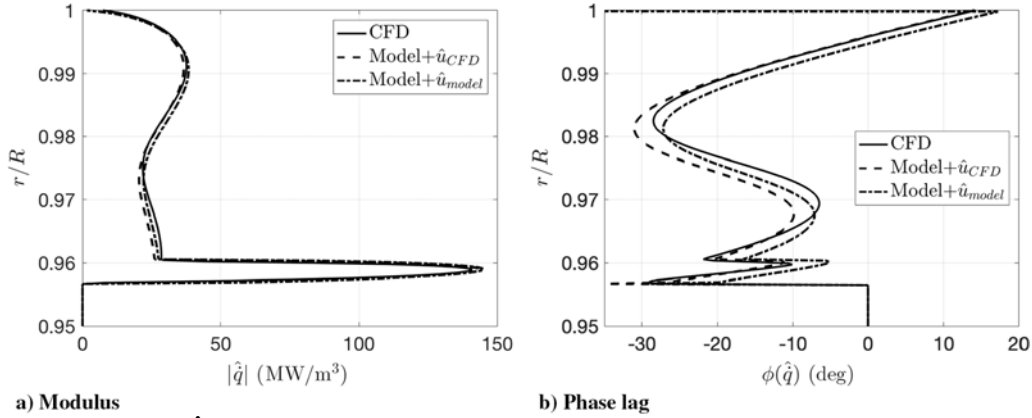 1
0.99
0.98
0.97
0.96
0.95
r/R
0
50
100
150
|q̇̂| (MW/m³)
CFD
Model+û_CFD
Model+û_model
a) Modulus
1
0.99
0.98
0.97
0.96
0.95
r/R
-30
-20
-10
0
10
20
ϕ(q̇̂) (deg)
CFD
Model+û_CFD
Model+û_model
b) Phase lag